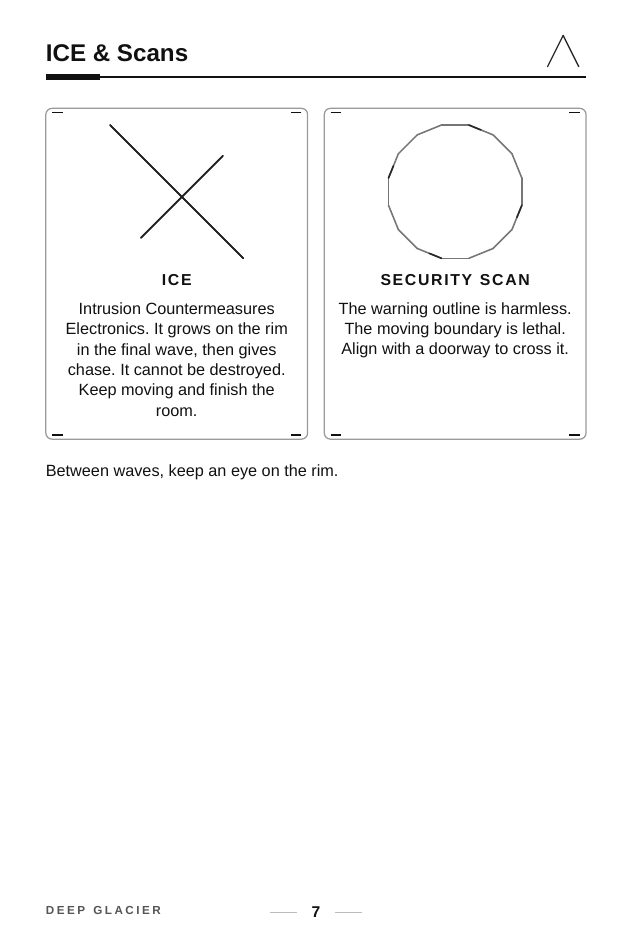 ICE & Scans
ICE
Intrusion Countermeasures
Electronics. It grows on the rim
in the final wave, then gives
chase. It cannot be destroyed.
Keep moving and finish the
room.
SECURITY SCAN
The warning outline is harmless.
The moving boundary is lethal.
Align with a doorway to cross it.
Between waves, keep an eye on the rim.
DEEP GLACIER
7